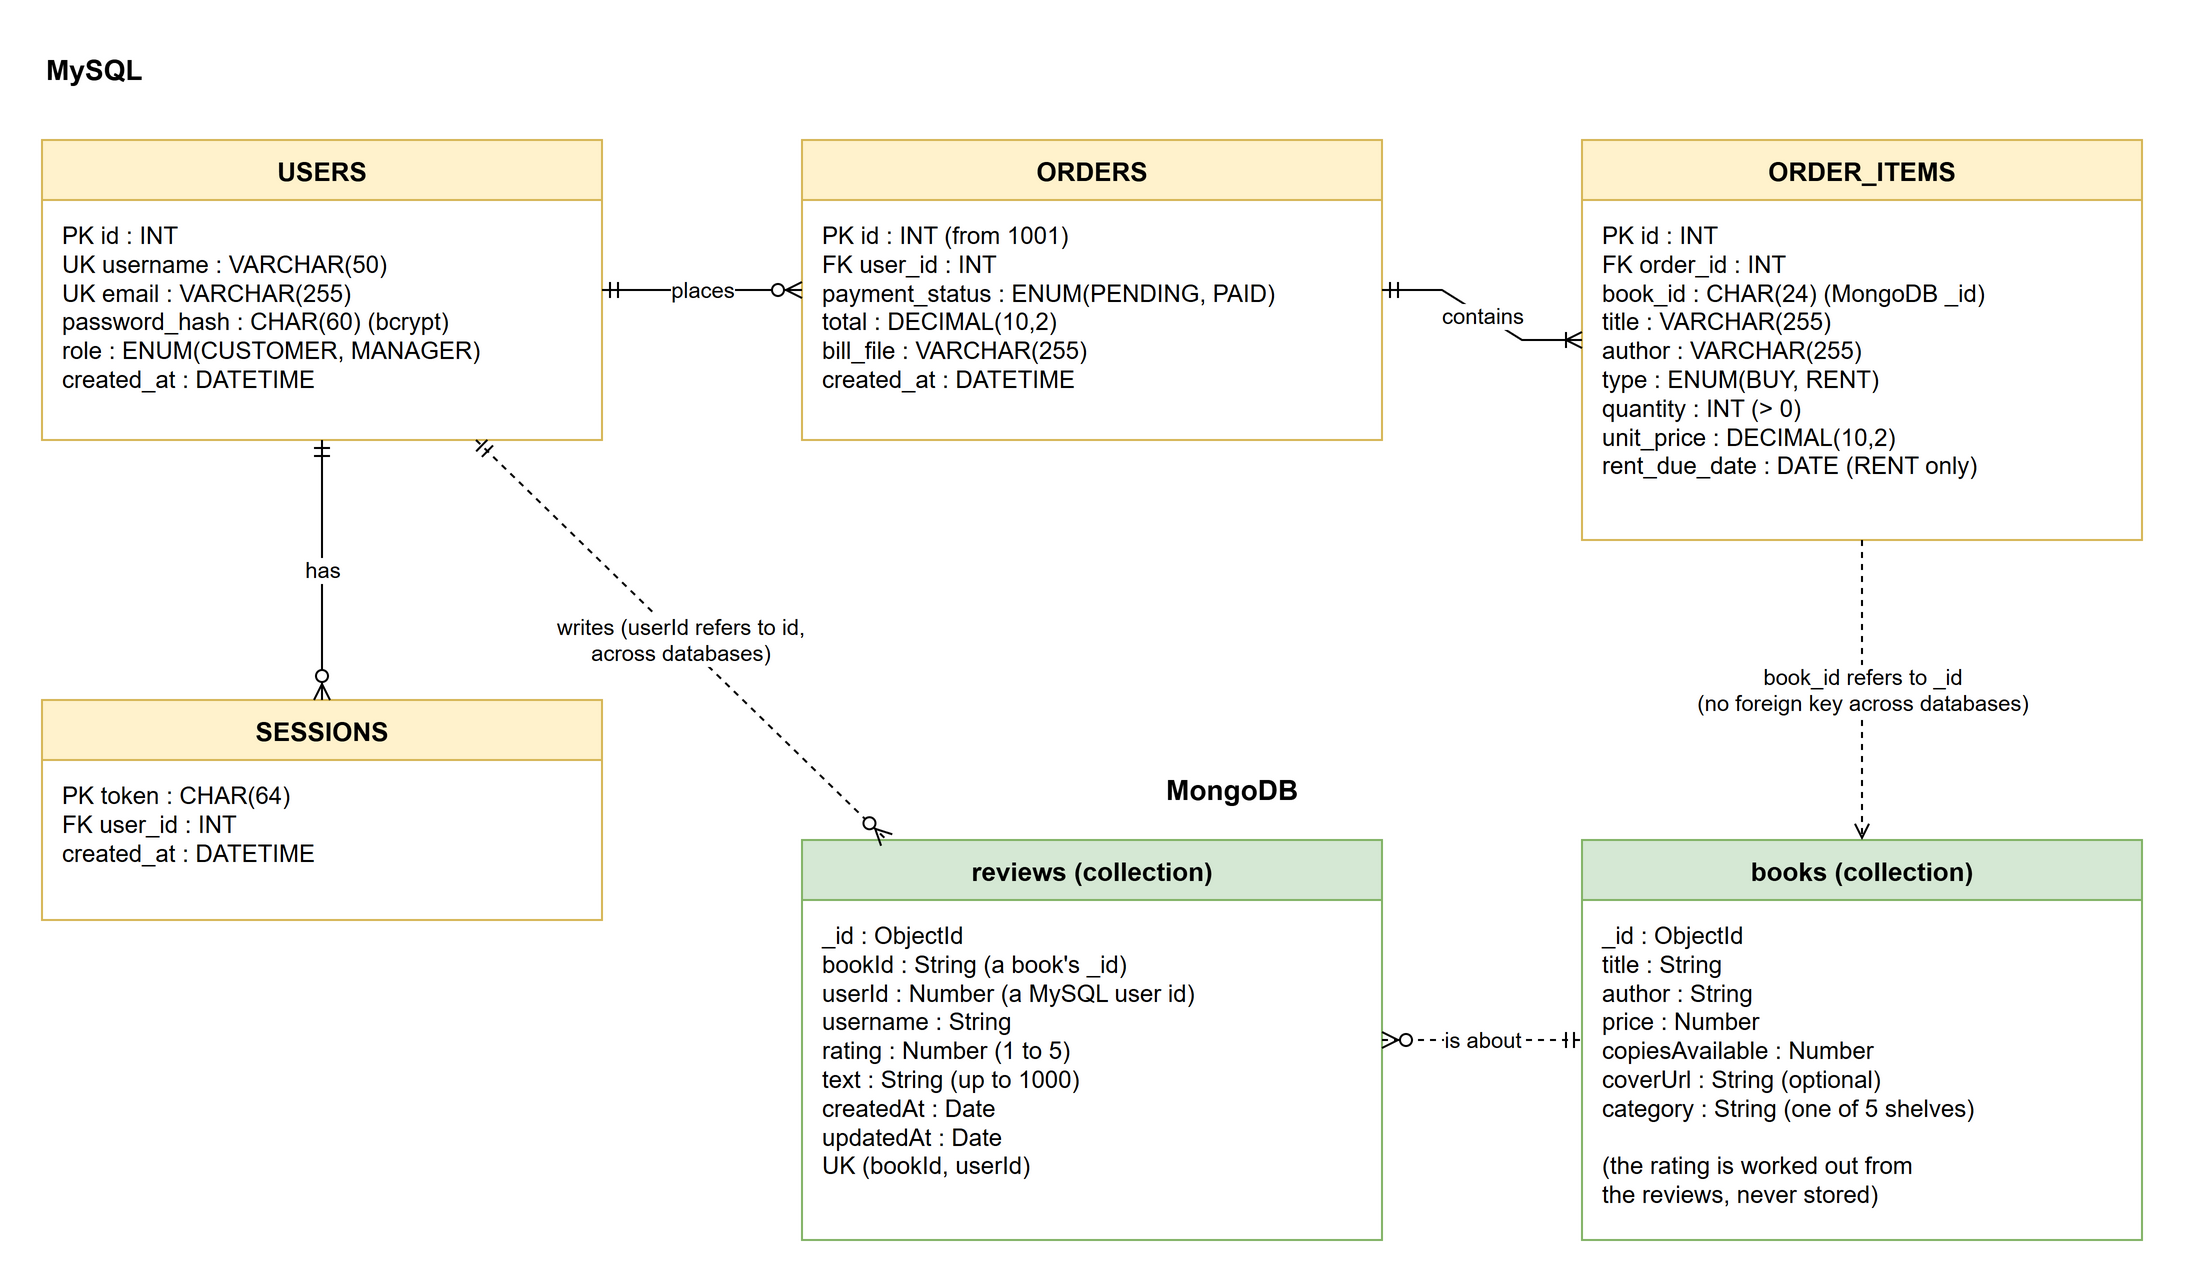 MySQL
USERS
PK id : INT
UK username : VARCHAR(50)
UK email : VARCHAR(255)
password_hash : CHAR(60) (bcrypt)
role : ENUM(CUSTOMER, MANAGER)
created_at : DATETIME
places
ORDERS
PK id : INT (from 1001)
FK user_id : INT
payment_status : ENUM(PENDING, PAID)
total : DECIMAL(10,2)
bill_file : VARCHAR(255)
created_at : DATETIME
contains
ORDER_ITEMS
PK id : INT
FK order_id : INT
book_id : CHAR(24) (MongoDB _id)
title : VARCHAR(255)
author : VARCHAR(255)
type : ENUM(BUY, RENT)
quantity : INT (> 0)
unit_price : DECIMAL(10,2)
rent_due_date : DATE (RENT only)
has
writes (userId refers to id,
across databases)
book_id refers to _id
(no foreign key across databases)
SESSIONS
PK token : CHAR(64)
FK user_id : INT
created_at : DATETIME
MongoDB
reviews (collection)
_id : ObjectId
bookId : String (a book's _id)
userId : Number (a MySQL user id)
username : String
rating : Number (1 to 5)
text : String (up to 1000)
createdAt : Date
updatedAt : Date
UK (bookId, userId)
is about
books (collection)
_id : ObjectId
title : String
author : String
price : Number
copiesAvailable : Number
coverUrl : String (optional)
category : String (one of 5 shelves)
(the rating is worked out from
the reviews, never stored)